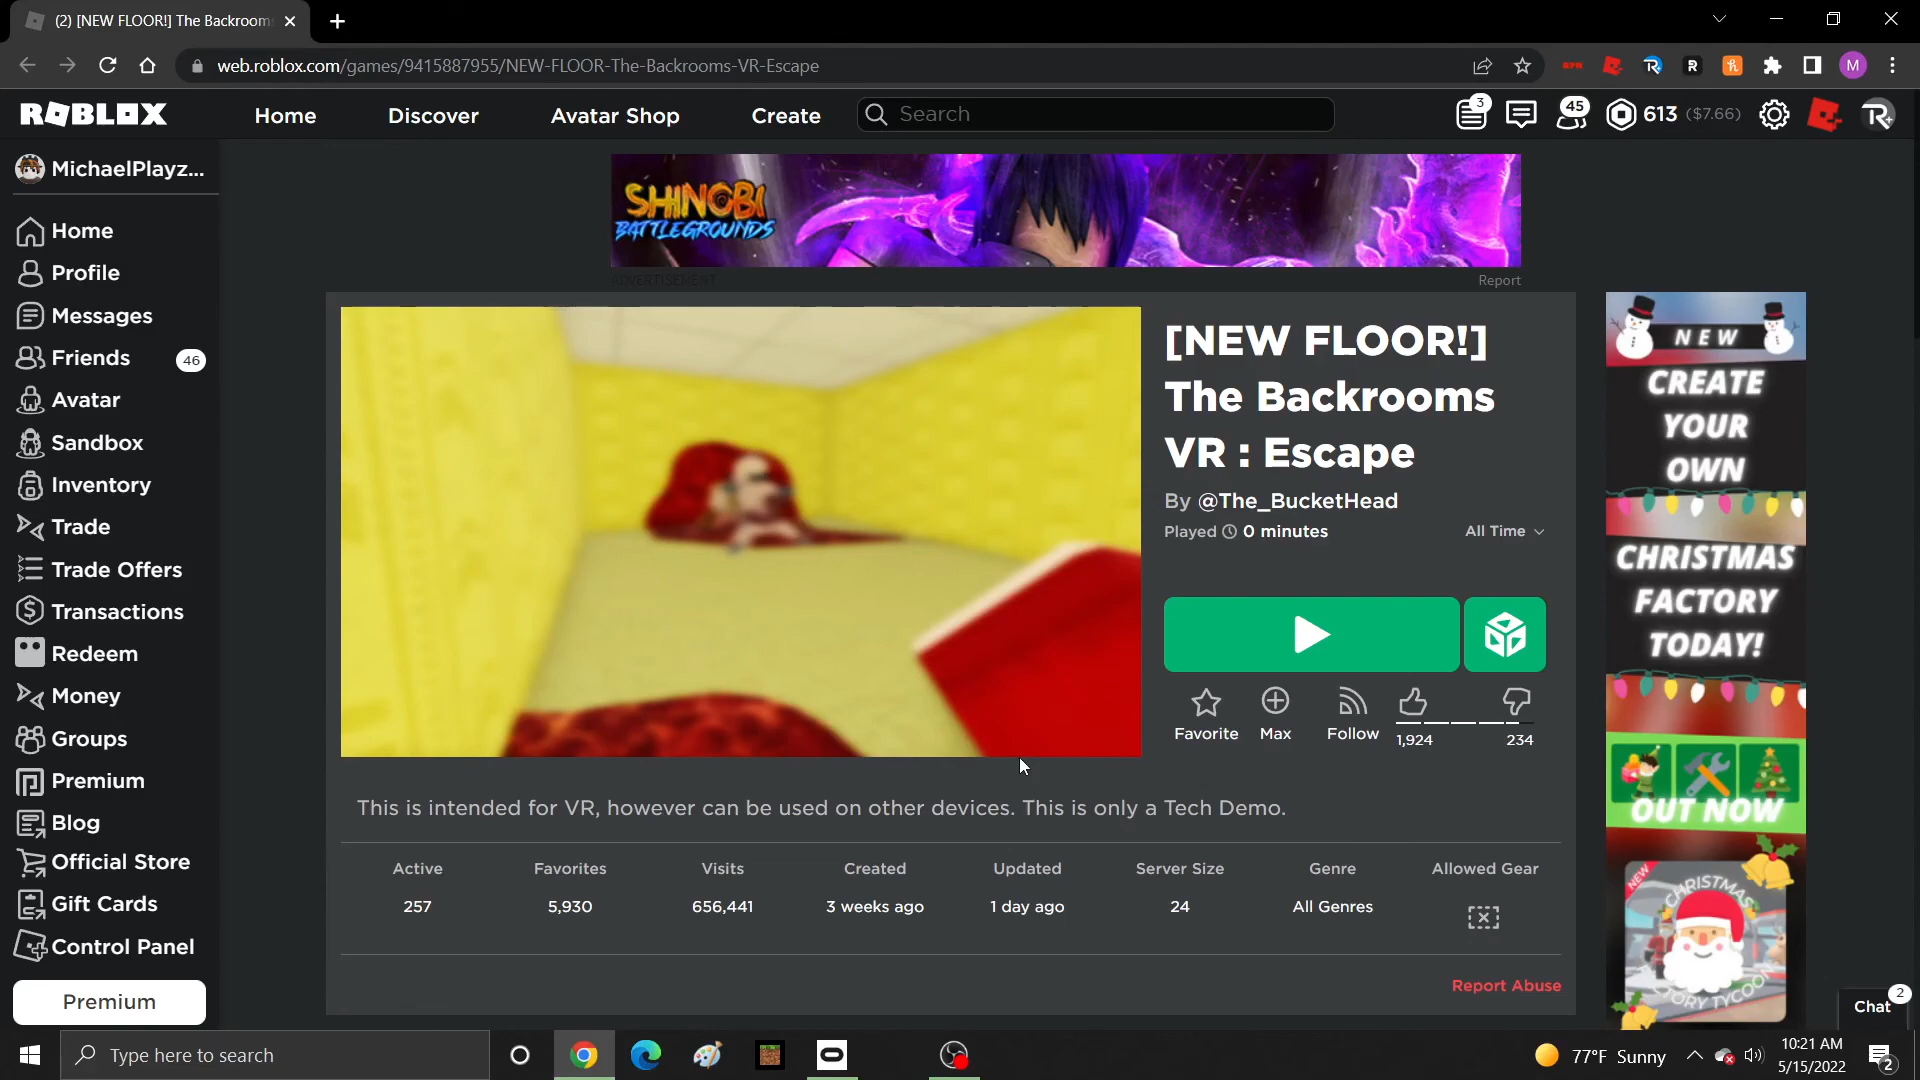 (2) [NEW FLOOR!] The Backroom
web.roblox.com/games/9415887955/NEW-FLOOR-The-Backrooms-VR-Escape
M
ROBLOX
Home
Discover
Avatar Shop
Create
Search
3
45
613 ($7.66)
MichaelPlayz...
Home
Profile
Messages
Friends 46
Avatar
Sandbox
Inventory
Trade
Trade Offers
Transactions
Redeem
Money
Groups
Premium
Blog
Official Store
Gift Cards
Control Panel
Premium
SHINOBI
BATTLEGROUNDS
ADVERTISEMENT
Report
[NEW FLOOR!]
The Backrooms
VR : Escape
By @The_BucketHead
Played 0 minutes
All Time
Favorite
Max
Follow
1,924
234
This is intended for VR, however can be used on other devices. This is only a Tech Demo.
Active Favorites Visits Created Updated Server Size Genre Allowed Gear
257 5,930 656,441 3 weeks ago 1 day ago 24 All Genres
Report Abuse
NEW
CREATE
YOUR
OWN
CHRISTMAS
FACTORY
TODAY!
OUT NOW
NEW
CHRISTMAS
FACTORY TYCOON
Chat 2
Type here to search
77°F Sunny
10:21 AM
5/15/2022
2